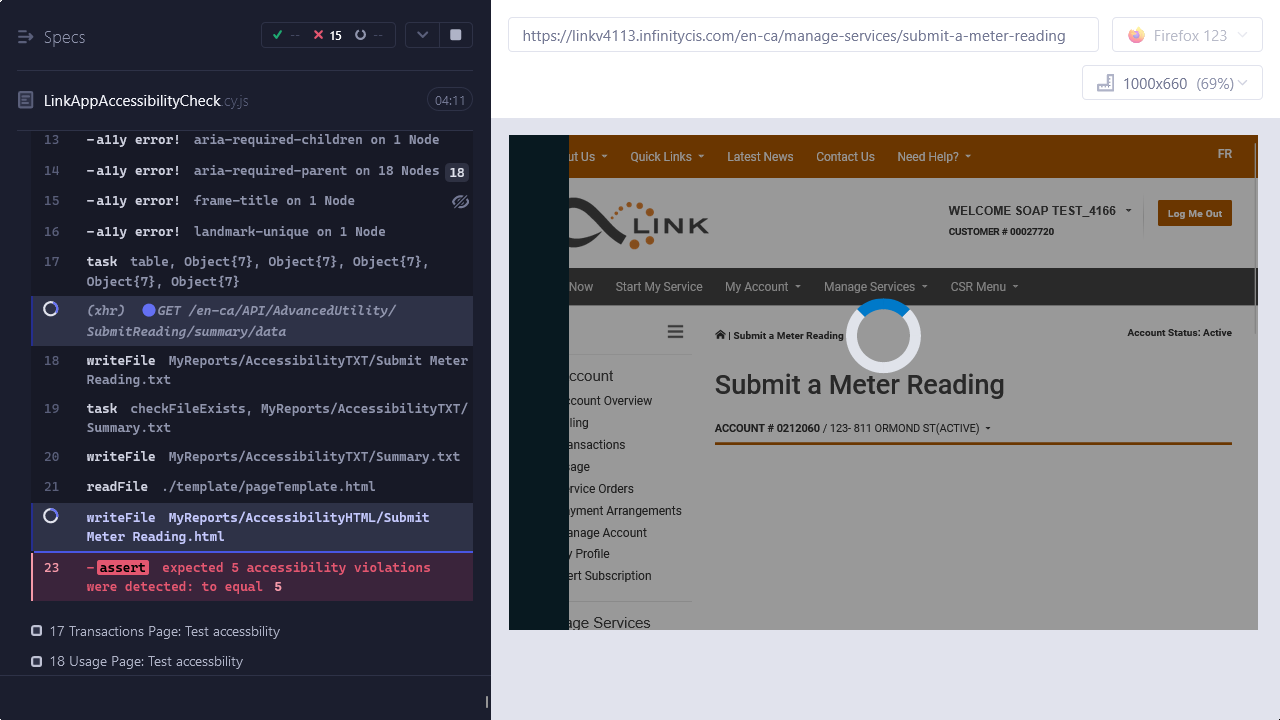 Specs
--
15
--
LinkAppAccessibilityCheck.cy.js
04:11
13 -a11y error! aria-required-children on 1 Node
14 -a11y error! aria-required-parent on 18 Nodes 18
15 -a11y error! frame-title on 1 Node
16 -a11y error! landmark-unique on 1 Node
17 task table, Object{7}, Object{7}, Object{7},
Object{7}, Object{7}
(xhr) GET /en-ca/API/AdvancedUtility/
SubmitReading/summary/data
18 writeFile MyReports/AccessibilityTXT/Submit Meter
Reading.txt
19 task checkFileExists, MyReports/AccessibilityTXT/
Summary.txt
20 writeFile MyReports/AccessibilityTXT/Summary.txt
21 readFile ./template/pageTemplate.html
writeFile MyReports/AccessibilityHTML/Submit
Meter Reading.html
23 -assert expected 5 accessibility violations
were detected: to equal 5
17 Transactions Page: Test accessbility
18 Usage Page: Test accessbility
https://linkv4113.infinitycis.com/en-ca/manage-services/submit-a-meter-reading
Firefox 123
1000x660 (69%)
ut Us
Quick Links
Latest News
Contact Us
Need Help?
FR
LINK
WELCOME SOAP TEST_4166
CUSTOMER # 00027720
Log Me Out
Now
Start My Service
My Account
Manage Services
CSR Menu
| Submit a Meter Reading
Account Status: Active
Submit a Meter Reading
ACCOUNT # 0212060 / 123- 811 ORMOND ST(ACTIVE)
ccount
count Overview
ling
ansactions
sage
rvice Orders
yment Arrangements
anage Account
y Profile
ert Subscription
age Services